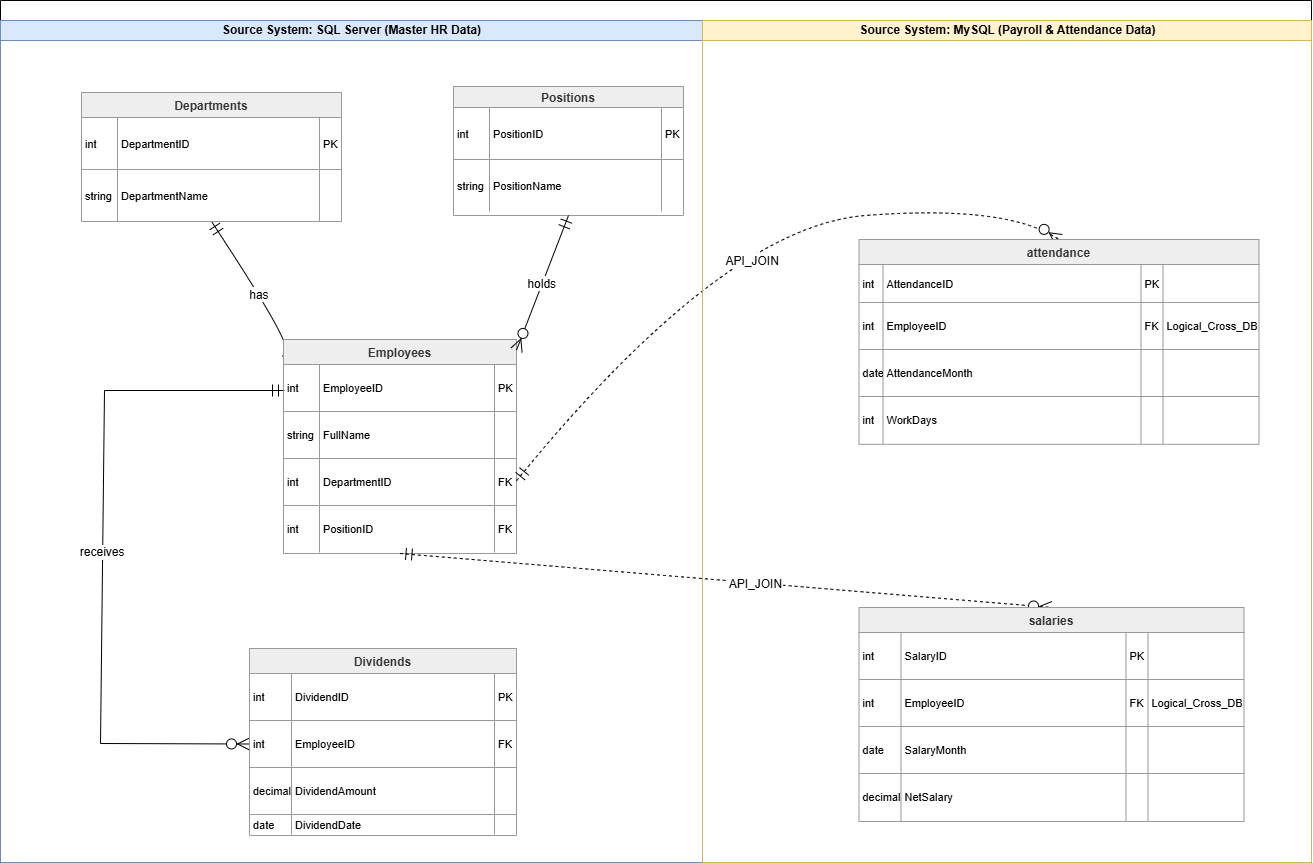 Source System: SQL Server (Master HR Data)
Source System: MySQL (Payroll & Attendance Data)
Departments
int DepartmentID PK
string DepartmentName
Positions
int PositionID PK
string PositionName
has
holds
API_JOIN
Employees
int EmployeeID PK
string FullName
int DepartmentID FK
int PositionID FK
attendance
int AttendanceID PK
int EmployeeID FK Logical_Cross_DB
date AttendanceMonth
int WorkDays
receives
API_JOIN
Dividends
int DividendID PK
int EmployeeID FK
decimal DividendAmount
date DividendDate
salaries
int SalaryID PK
int EmployeeID FK Logical_Cross_DB
date SalaryMonth
decimal NetSalary